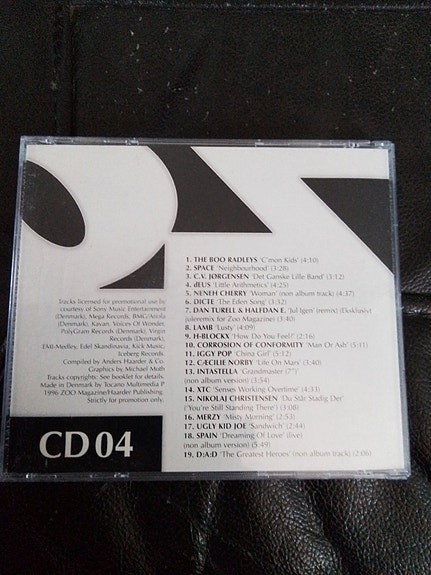 1. THE BOO RADLEYS 'C'mon Kids' (4:10)
2. SPACE 'Neighbourhood' (3:28)
3. C.V. JØRGENSEN 'Det Ganske Lille Band' (3:12)
4. dEUS 'Little Arithmetics' (4:25)
5. NENEH CHERRY 'Woman' (non album track) (4.37)
6. DICTE 'The Eden Song' (3:32)
7. DAN TURELL & HALFDAN E. 'Jul Igen' (remix) (Eksklusivt
juleremix for Zoo Magazine) (3:40)
8. LAMB 'Lusty' (4:09)
9. H-BLOCKX 'How Do You Feel?' (2:16)
10. CORROSION OF CONFORMITY 'Man Or Ash' (5:31)
11. IGGY POP 'China Girl' (5:12)
12. CÆCILIE NORBY 'Life On Mars' (3:40)
13. INTASTELLA 'Grandmaster (7")'
(non album version) (3:54)
14. XTC 'Senses Working Overtime' (4:33)
15. NIKOLAJ CHRISTENSEN 'Du Står Stadig Der'
('You're Still Standing There') (3:08)
16. MERZY 'Misty Morning' (2:53)
17. UGLY KID JOE 'Sandwich' (2:44)
18. SPAIN 'Dreaming Of Love' (live)
(non album version) (5:49)
19. D:A:D 'The Greatest Heroes' (non album track) (2:06)
Tracks licensed for promotional use by
courtesy of Sony Music Entertainment
(Denmark), Mega Records, BMG/Ariola
(Denmark), Kavan, Voices Of Wonder,
PolyGram Records (Denmark), Virgin
Records (Denmark),
EMI-Medley, Edel Skandinavia, Kick Music,
Iceberg Records.
Compiled by Anders Haarder & Co.
Graphics by Michael Moth
Tracks copyrights: See booklet for details.
Made in Denmark by Tocano Multimedia P
1996 ZOO Magazine/Haarder Publishing.
Strictly for promotion only.
CD 04